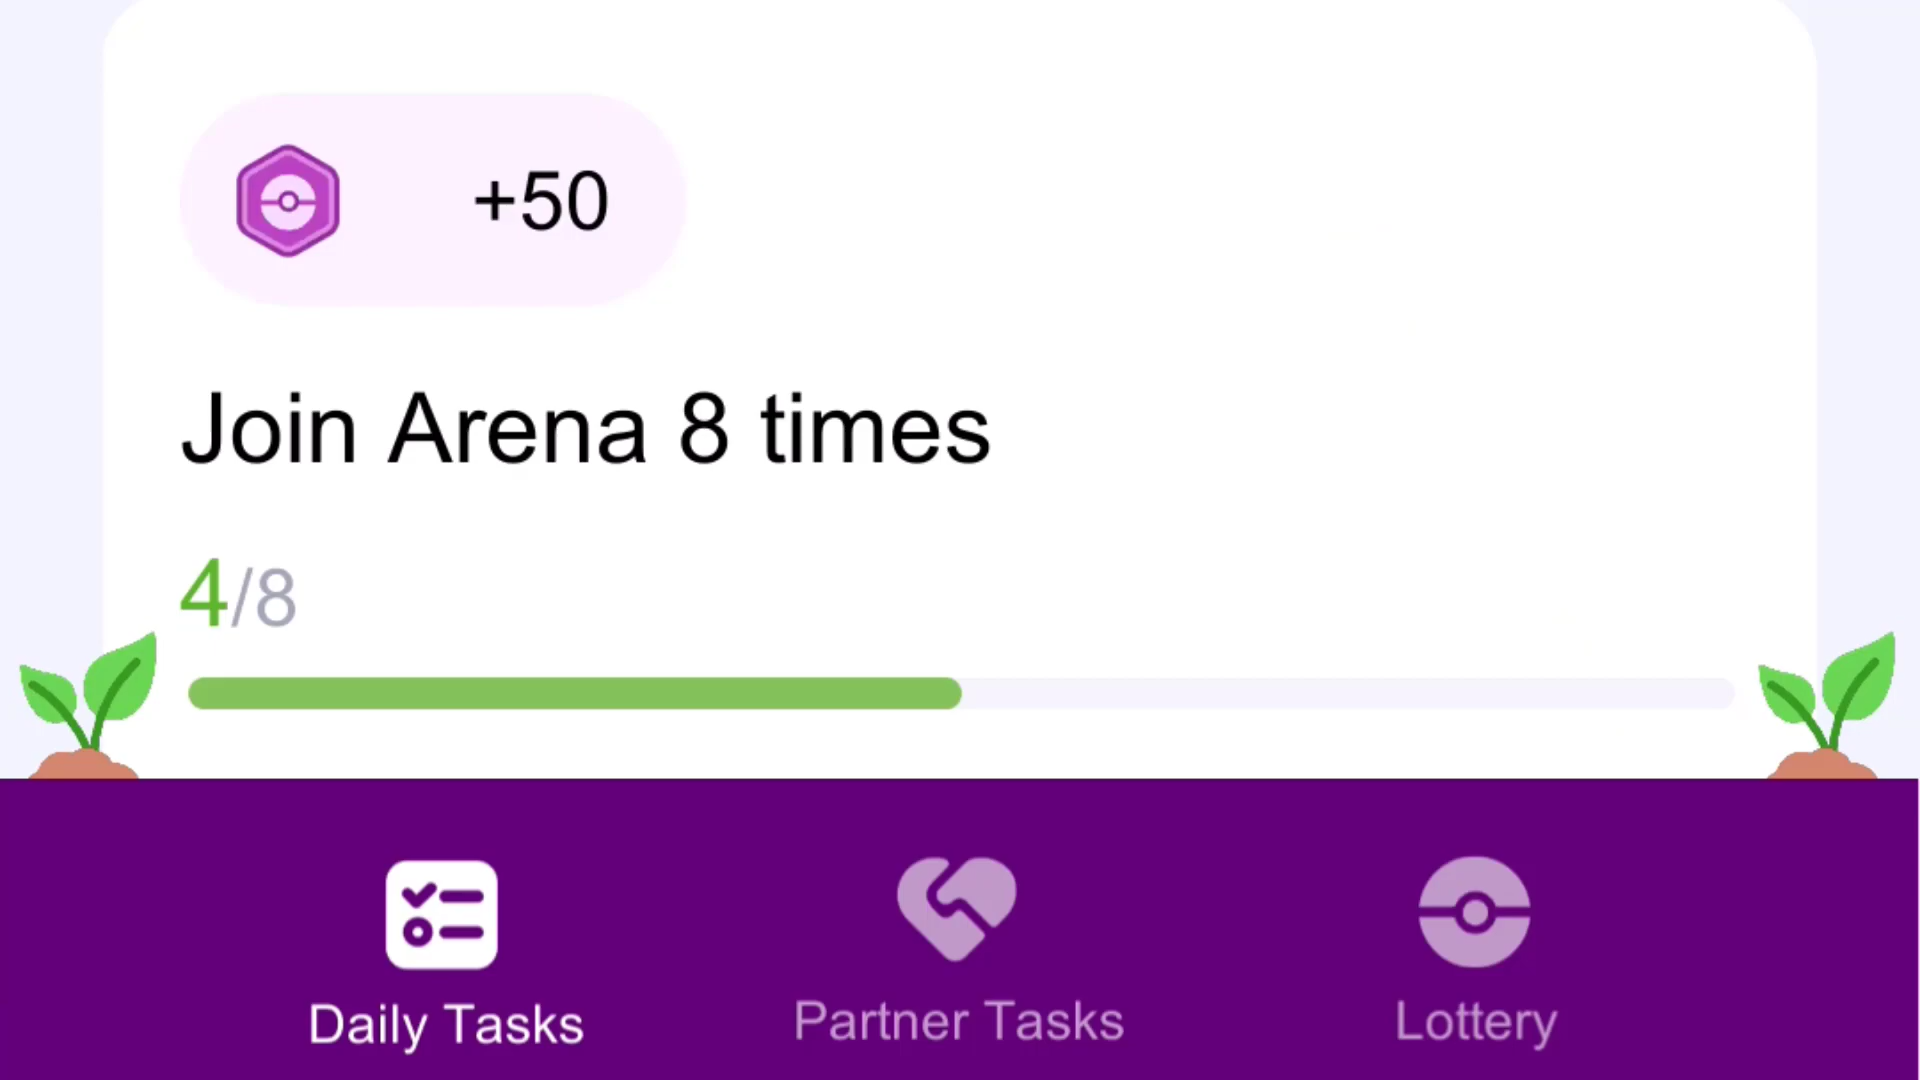 +50
Join Arena 8 times
4/8
Daily Tasks
Partner Tasks
Lottery